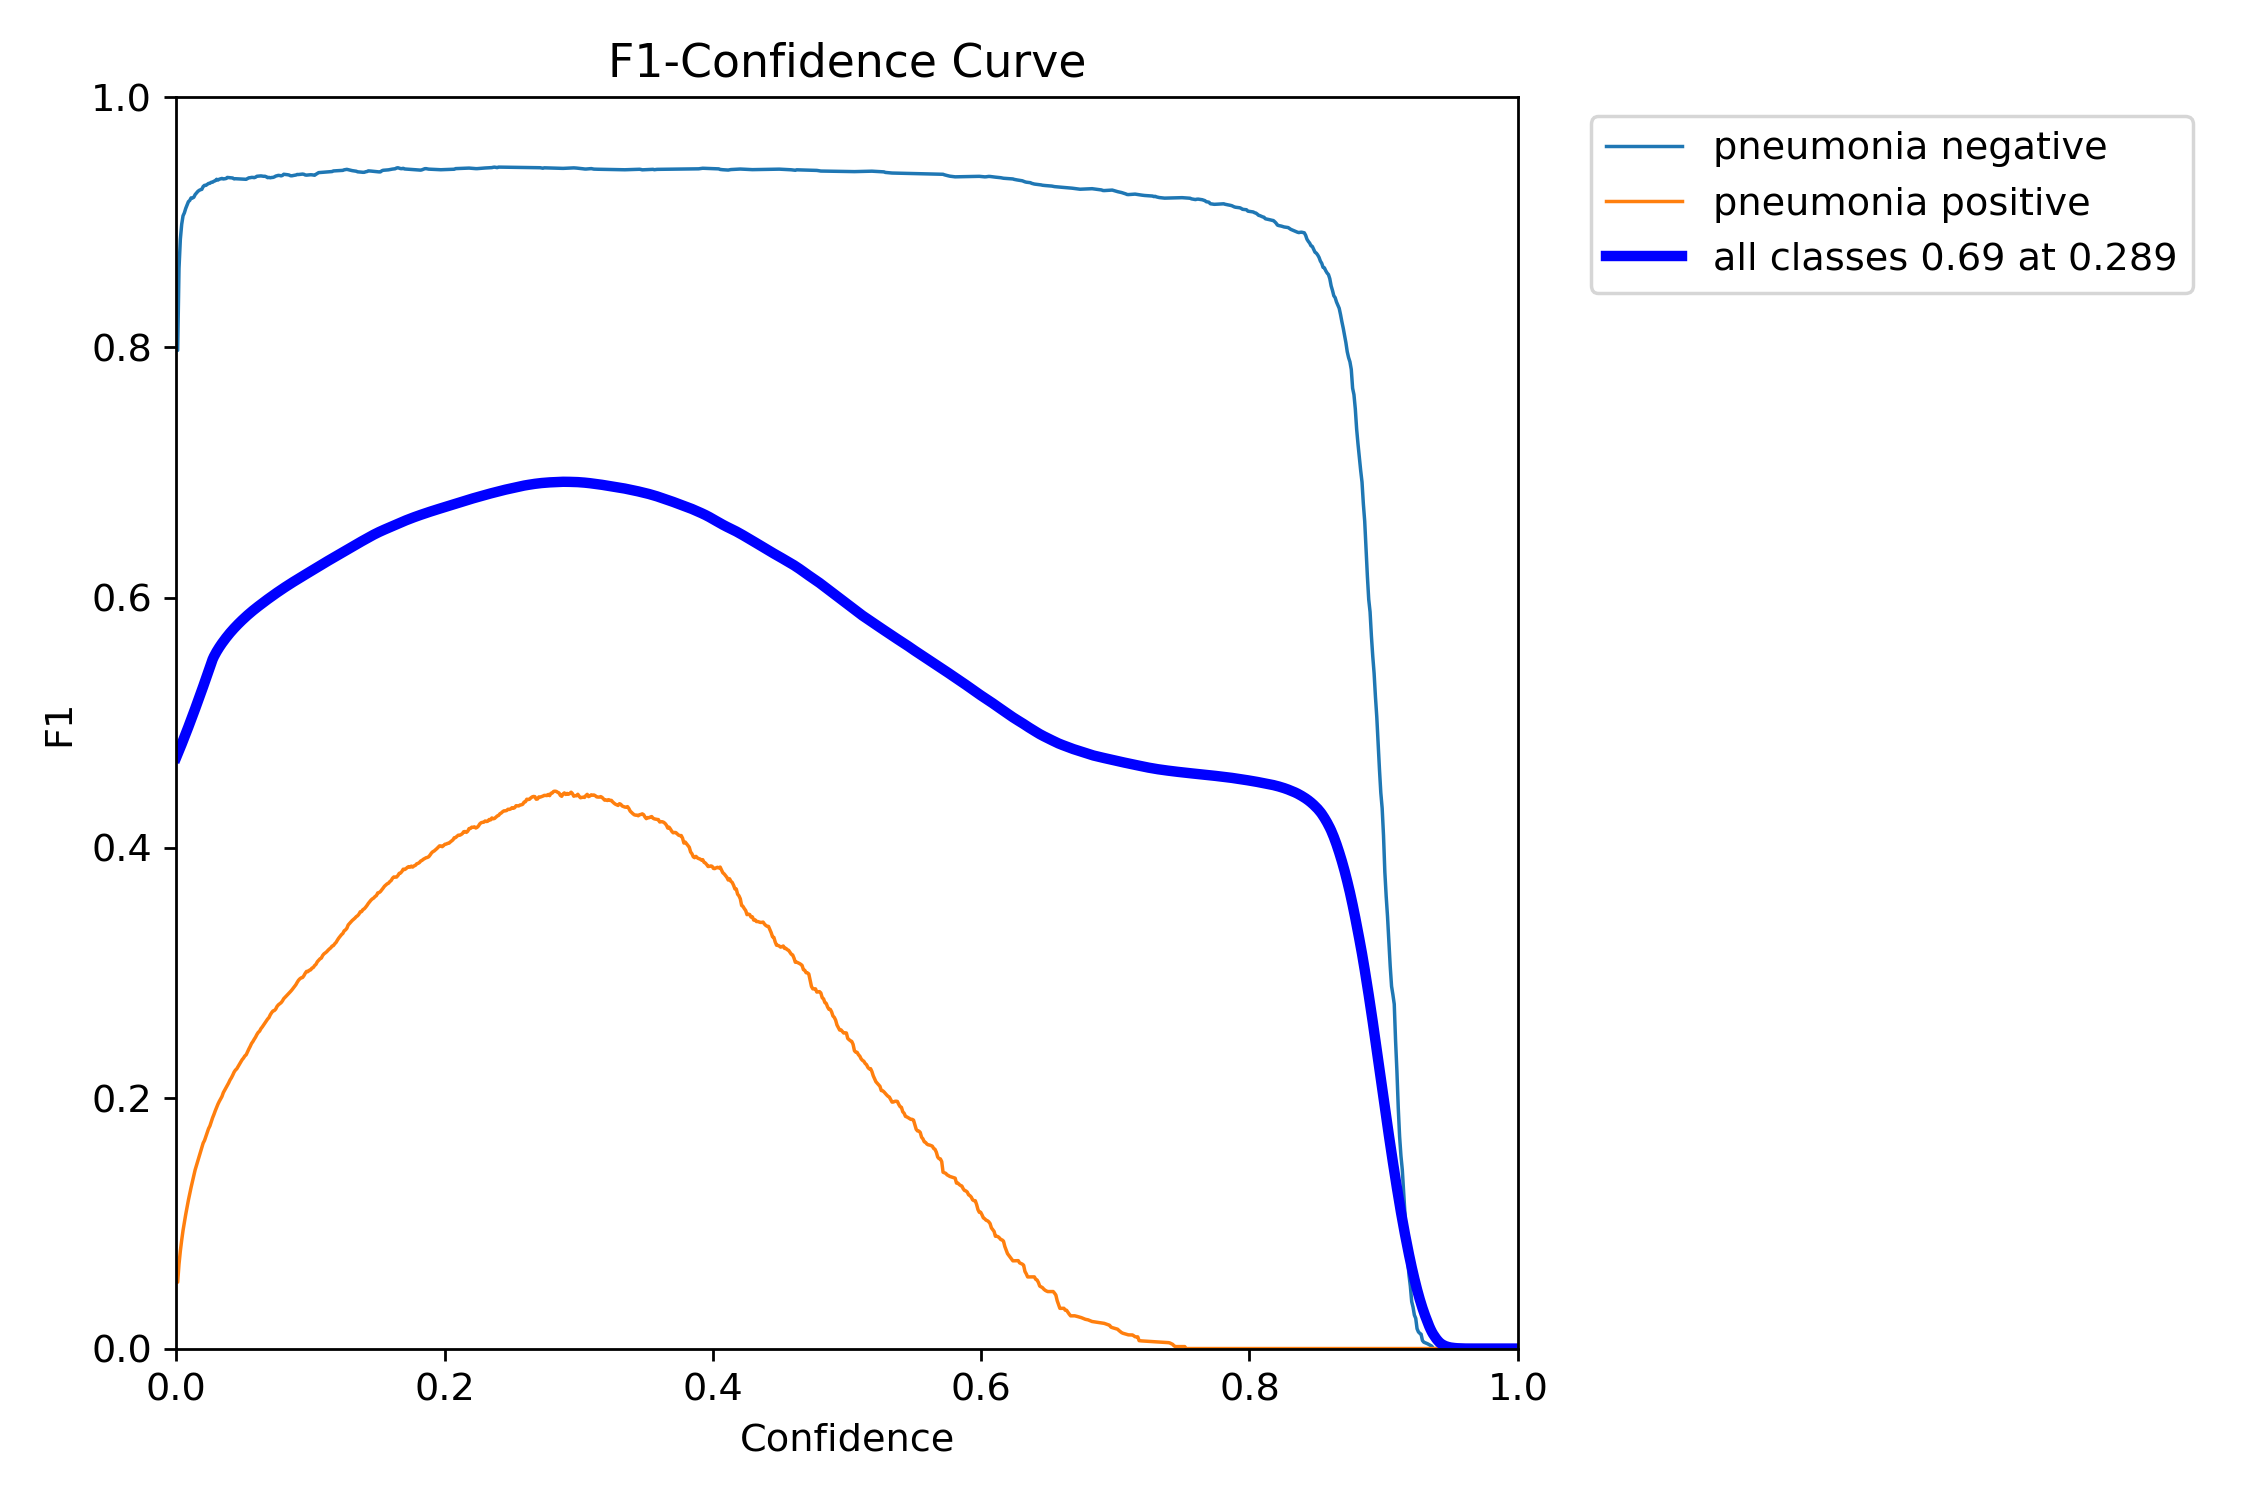 F1-Confidence Curve
pneumonia negative
pneumonia positive
all classes 0.69 at 0.289
1.0
0.8
0.6
0.4
0.2
0.0
F1
0.0 0.2 0.4 0.6 0.8 1.0
Confidence